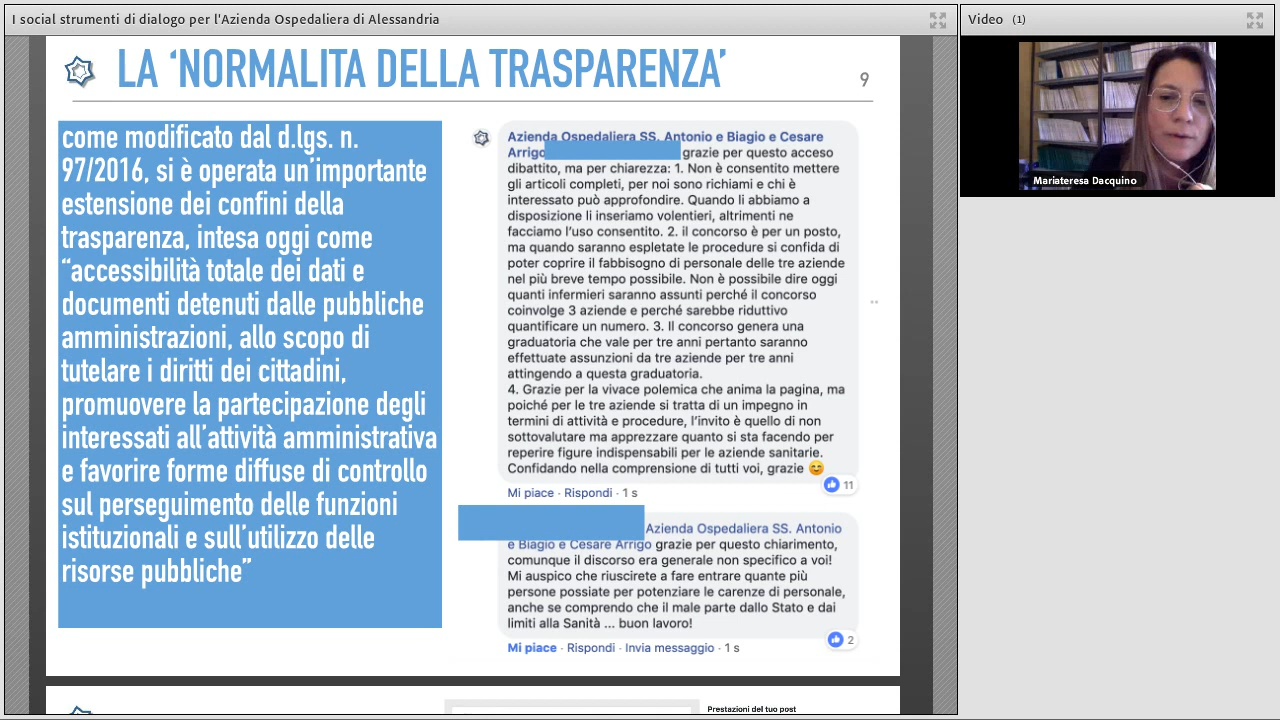 I social strumenti di dialogo per l'Azienda Ospedaliera di Alessandria
LA ‘NORMALITA DELLA TRASPARENZA’
9
come modificato dal d.lgs. n.
97/2016, si è operata un’importante
estensione dei confini della
trasparenza, intesa oggi come
“accessibilità totale dei dati e
documenti detenuti dalle pubbliche
amministrazioni, allo scopo di
tutelare i diritti dei cittadini,
promuovere la partecipazione degli
interessati all’attività amministrativa
e favorire forme diffuse di controllo
sul perseguimento delle funzioni
istituzionali e sull’utilizzo delle
risorse pubbliche”
Azienda Ospedaliera SS. Antonio e Biagio e Cesare
Arrigo grazie per questo acceso
dibattito, ma per chiarezza: 1. Non è consentito mettere
gli articoli completi, per noi sono richiami e chi è
interessato può approfondire. Quando li abbiamo a
disposizione li inseriamo volentieri, altrimenti ne
facciamo l’uso consentito. 2. il concorso è per un posto,
ma quando saranno espletate le procedure si confida di
poter coprire il fabbisogno di personale delle tre aziende
nel più breve tempo possibile. Non è possibile dire oggi
quanti infermieri saranno assunti perché il concorso
coinvolge 3 aziende e perché sarebbe riduttivo
quantificare un numero. 3. Il concorso genera una
graduatoria che vale per tre anni pertanto saranno
effettuate assunzioni da tre aziende per tre anni
attingendo a questa graduatoria.
4. Grazie per la vivace polemica che anima la pagina, ma
poiché per le tre aziende si tratta di un impegno in
termini di attività e procedure, l’invito è quello di non
sottovalutare ma apprezzare quanto si sta facendo per
reperire figure indispensabili per le aziende sanitarie.
Confidando nella comprensione di tutti voi, grazie 😊
11
Mi piace · Rispondi · 1 s
Azienda Ospedaliera SS. Antonio
e Biagio e Cesare Arrigo grazie per questo chiarimento,
comunque il discorso era generale non specifico a voi!
Mi auspico che riuscirete a fare entrare quante più
persone possiate per potenziare le carenze di personale,
anche se comprendo che il male parte dallo Stato e dai
limiti alla Sanità ... buon lavoro!
2
Mi piace · Rispondi · Invia messaggio · 1 s
Prestazioni del tuo post
Video (1)
Mariateresa Dacquino